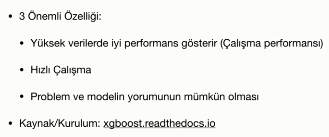 • 3 Önemli Özelliği:
• Yüksek verilerde iyi performans gösterir (Çalışma performansı)
• Hızlı Çalışma
• Problem ve modelin yorumunun mümkün olması
• Kaynak/Kurulum: xgboost.readthedocs.io